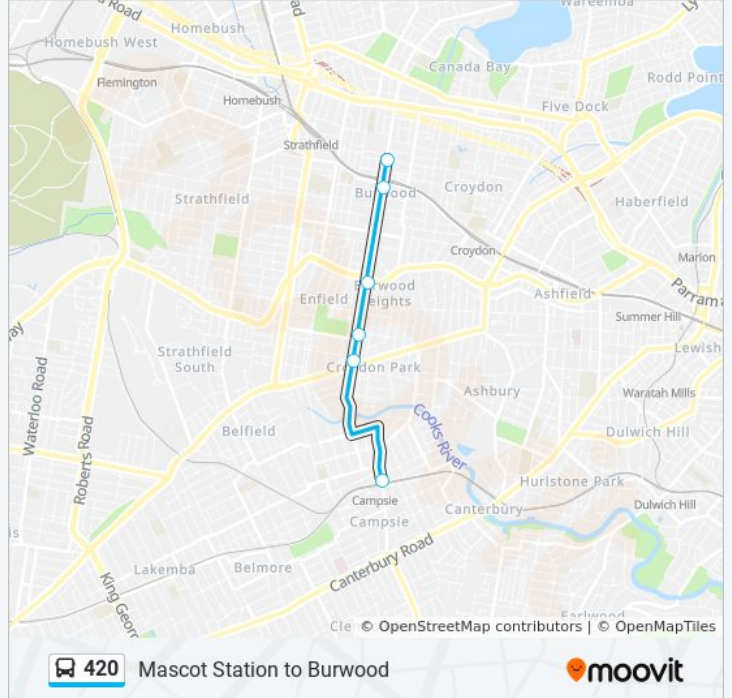 Road
Homebush
Wareemba
Homebush West
Canada Bay
Rodd Point
Flemington
Homebush
Five Dock
Strathfield
Burwood
Croydon
Strathfield
Haberfield
Croydon
Marion
Burwood
Heights
Enfield
Ashfield
Summer Hill
Lewish
Strathfield
South
Croydon Park
Ashbury
Waratah Mills
Waterloo Road
Roberts Road
Belfield
Cooks River
Dulwich Hill
Hurlstone Park
Campsie
Canterbury
Dulwich Hill
Campsie
Canterbury Road
Lakemba
Belmore
King Georg
Earlwood
Cle
© OpenStreetMap contributors | © OpenMapTiles
420 Mascot Station to Burwood
moovit